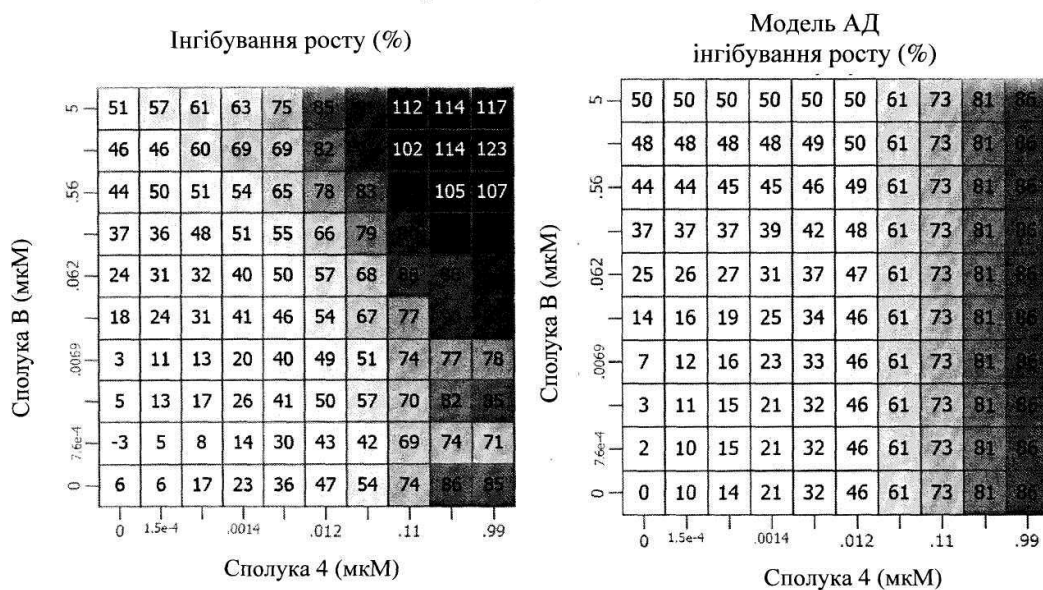 Інгібування росту (%)
Сполука В (мкМ)
5 51 57 61 63 75 85 112 114 117
46 46 60 69 69 82 102 114 123
.56 44 50 51 54 65 78 83 105 107
37 36 48 51 55 66 79
.062 24 31 32 40 50 57 68
18 24 31 41 46 54 67 77
.0069 3 11 13 20 40 49 51 74 77 78
5 13 17 26 41 50 57 70 82 85
7.6e-4 -3 5 8 14 30 43 42 69 74 71
0 6 6 17 23 36 47 54 74 86 85
0 1.5e-4 .0014 .012 .11 .99
Сполука 4 (мкМ)
Модель АД
інгібування росту (%)
Сполука В (мкМ)
5 50 50 50 50 50 50 61 73 81 86
48 48 48 48 49 50 61 73 81 86
.56 44 44 45 45 46 49 61 73 81 86
37 37 37 39 42 48 61 73 81 86
.062 25 26 27 31 37 47 61 73 81 86
14 16 19 25 34 46 61 73 81 86
.0069 7 12 16 23 33 46 61 73 81 86
3 11 15 21 32 46 61 73 81 86
7.6e-4 2 10 15 21 32 46 61 73 81 86
0 0 10 14 21 32 46 61 73 81 86
0 1.5e-4 .0014 .012 .11 .99
Сполука 4 (мкМ)